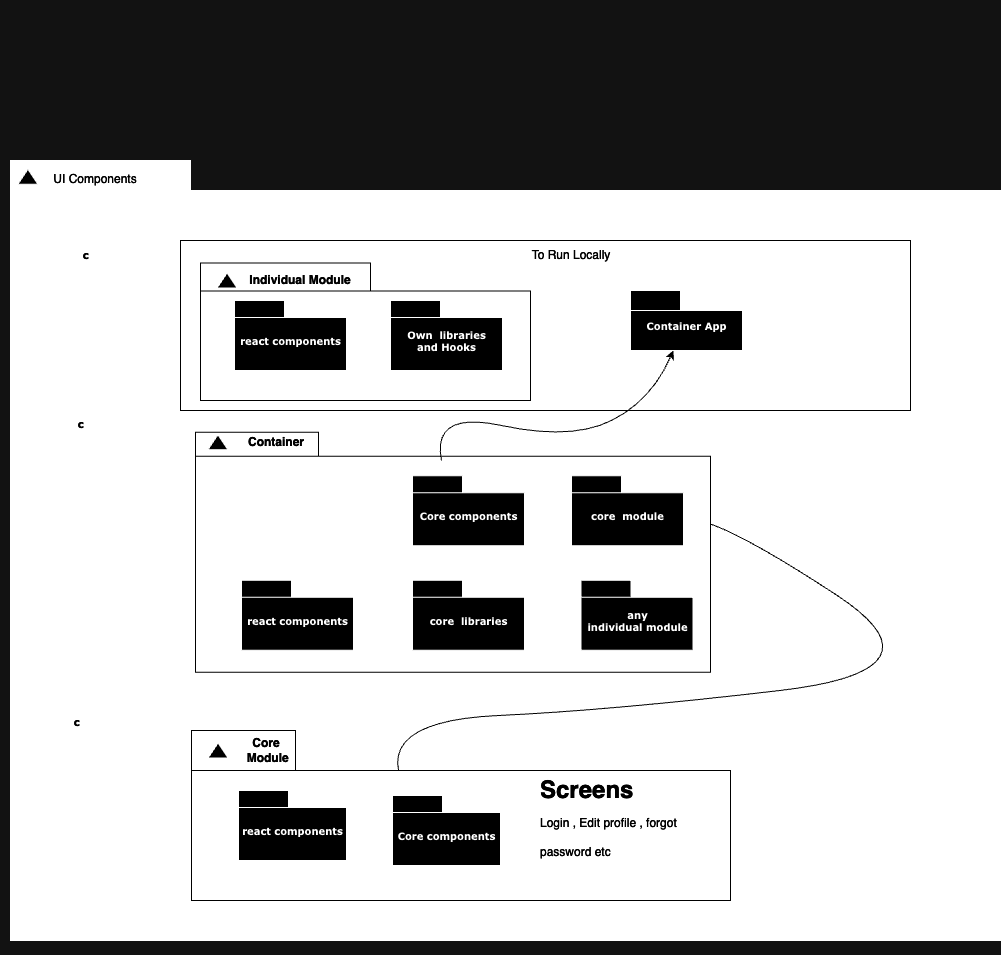 UI Components
c
To Run Locally
Individual Module
react components
Own libraries
and Hooks
Container App
c
Container
Core components
core module
react components
core libraries
any
individual module
c
Core
Module
react components
Core components
Screens
Login , Edit profile , forgot
password etc